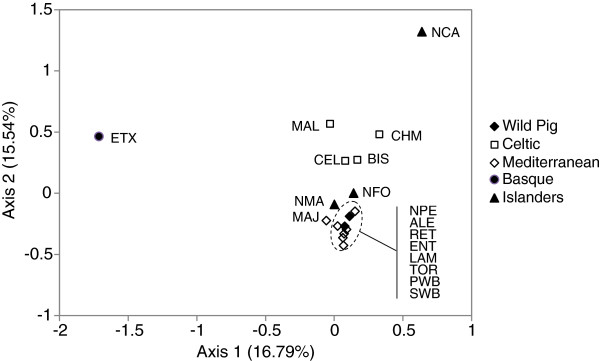 1.5
1
0.5
0
-0.5
-1
-2
-1.5
-1
-0.5
0
0.5
1
Axis 2 (15.54%)
Axis 1 (16.79%)
NCA
ETX
MAL
CHM
CEL
BIS
NMA
NFO
MAJ
NPE
ALE
RET
ENT
LAM
TOR
PWB
SWB
Wild Pig
Celtic
Mediterranean
Basque
Islanders